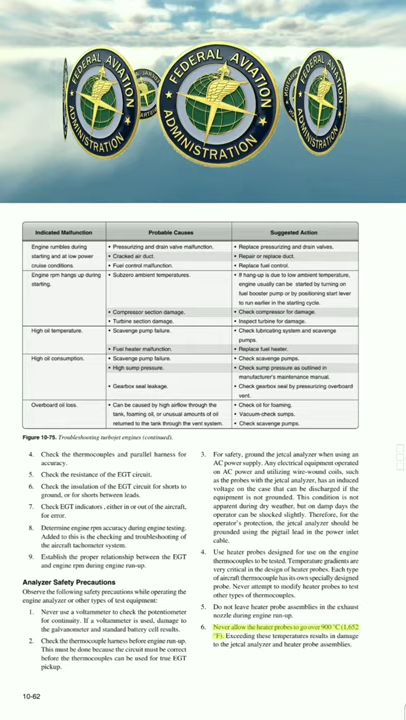 FEDERAL AVIATION
ADMINISTRATION
FEDERAL AVIATION
ADMINISTRATION
ADMINISTRATION
Indicated Malfunction Probable Causes Suggested Action
Engine rumbles during • Pressurizing and drain valve malfunction. • Replace pressurizing and drain valves.
starting and at low power • Cracked air duct. • Repair or replace duct.
cruise conditions. • Fuel control malfunction. • Replace fuel control.
Engine rpm hangs up during • Subzero ambient temperatures. • If hang-up is due to low ambient temperature,
starting. engine usually can be started by turning on
fuel booster pump or by positioning start lever
to run earlier in the starting cycle.
• Compressor section damage. • Check compressor for damage.
• Turbine section damage. • Inspect turbine for damage.
High oil temperature. • Scavenge pump failure. • Check lubricating system and scavenge
pumps.
• Fuel heater malfunction. • Replace fuel heater.
High oil consumption. • Scavenge pump failure. • Check scavenge pumps.
• High sump pressure. • Check sump pressure as outlined in
manufacturer's maintenance manual.
• Gearbox seal leakage. • Check gearbox seal by pressurizing overboard
vent.
Overboard oil loss. • Can be caused by high airflow through the • Check oil for foaming.
tank, foaming oil, or unusual amounts of oil • Vacuum-check sumps.
returned to the tank through the vent system. • Check scavenge pumps.
Figure 10-75. Troubleshooting turbojet engines (continued).
4. Check the thermocouples and parallel harness for
accuracy.
5. Check the resistance of the EGT circuit.
6. Check the insulation of the EGT circuit for shorts to
ground, or for shorts between leads.
7. Check EGT indicators , either in or out of the aircraft,
for error.
8. Determine engine rpm accuracy during engine testing.
Added to this is the checking and troubleshooting of
the aircraft tachometer system.
9. Establish the proper relationship between the EGT
and engine rpm during engine run-up.
Analyzer Safety Precautions
Observe the following safety precautions while operating the
engine analyzer or other types of test equipment:
1. Never use a voltammeter to check the potentiometer
for continuity. If a voltammeter is used, damage to
the galvanometer and standard battery cell results.
2. Check the thermocouple harness before engine run-up.
This must be done because the circuit must be correct
before the thermocouples can be used for true EGT
pickup.
3. For safety, ground the jetcal analyzer when using an
AC power supply. Any electrical equipment operated
on AC power and utilizing wire-wound coils, such
as the probes with the jetcal analyzer, has an induced
voltage on the case that can be discharged if the
equipment is not grounded. This condition is not
apparent during dry weather, but on damp days the
operator can be shocked slightly. Therefore, for the
operator's protection, the jetcal analyzer should be
grounded using the pigtail lead in the power inlet
cable.
4. Use heater probes designed for use on the engine
thermocouples to be tested. Temperature gradients are
very critical in the design of heater probes. Each type
of aircraft thermocouple has its own specially designed
probe. Never attempt to modify heater probes to test
other types of thermocouples.
5. Do not leave heater probe assemblies in the exhaust
nozzle during engine run-up.
6. Never allow the heater probes to go over 900 °C (1,652
°F). Exceeding these temperatures results in damage
to the jetcal analyzer and heater probe assemblies.
10-62